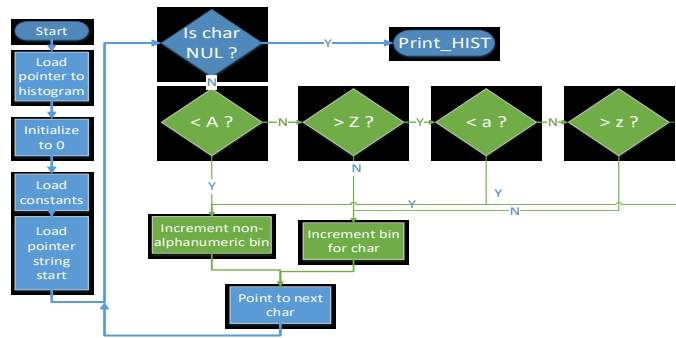 Start
Load
pointer to
histogram
Initialize
to 0
Load
constants
Load
pointer
string
start
Is char
NUL ?
Y
Print_HIST
N
< A ?
N
> Z ?
Y
< a ?
N
> z ?
Y
N
Y
Y
N
Increment non-
alphanumeric bin
Increment bin
for char
Point to next
char